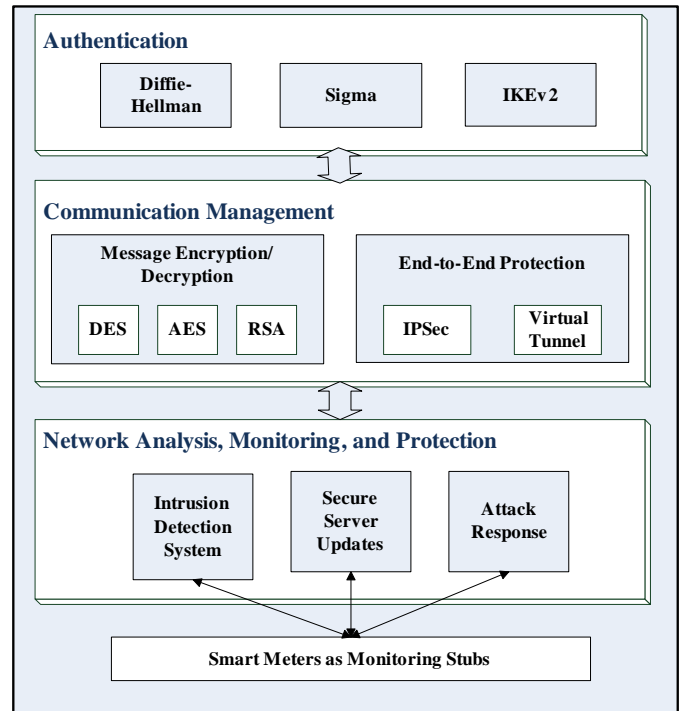 Authentication
Diffie-
Hellman
Sigma
IKEv2
Communication Management
Message Encryption/
Decryption
DES
AES
RSA
End-to-End Protection
IPSec
Virtual
Tunnel
Network Analysis, Monitoring, and Protection
Intrusion
Detection
System
Secure
Server
Updates
Attack
Response
Smart Meters as Monitoring Stubs